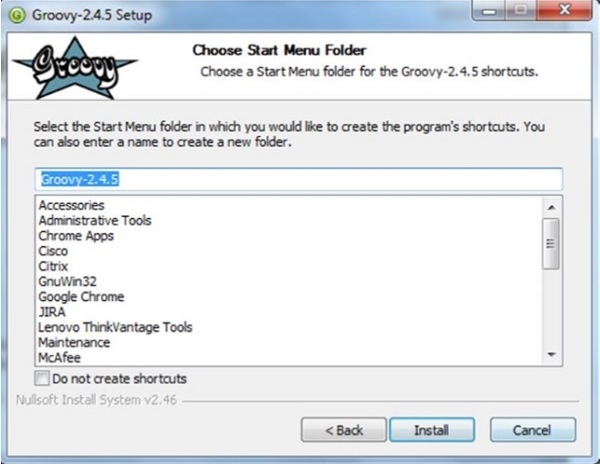 Groovy-2.4.5 Setup
Groovy
Choose Start Menu Folder
Choose a Start Menu folder for the Groovy-2.4.5 shortcuts.
Select the Start Menu folder in which you would like to create the program's shortcuts. You
can also enter a name to create a new folder.
Groovy-2.4.5
Accessories
Administrative Tools
Chrome Apps
Cisco
Citrix
GnuWin32
Google Chrome
JIRA
Lenovo ThinkVantage Tools
Maintenance
McAfee
Do not create shortcuts
Nullsoft Install System v2.46
< Back
Install
Cancel